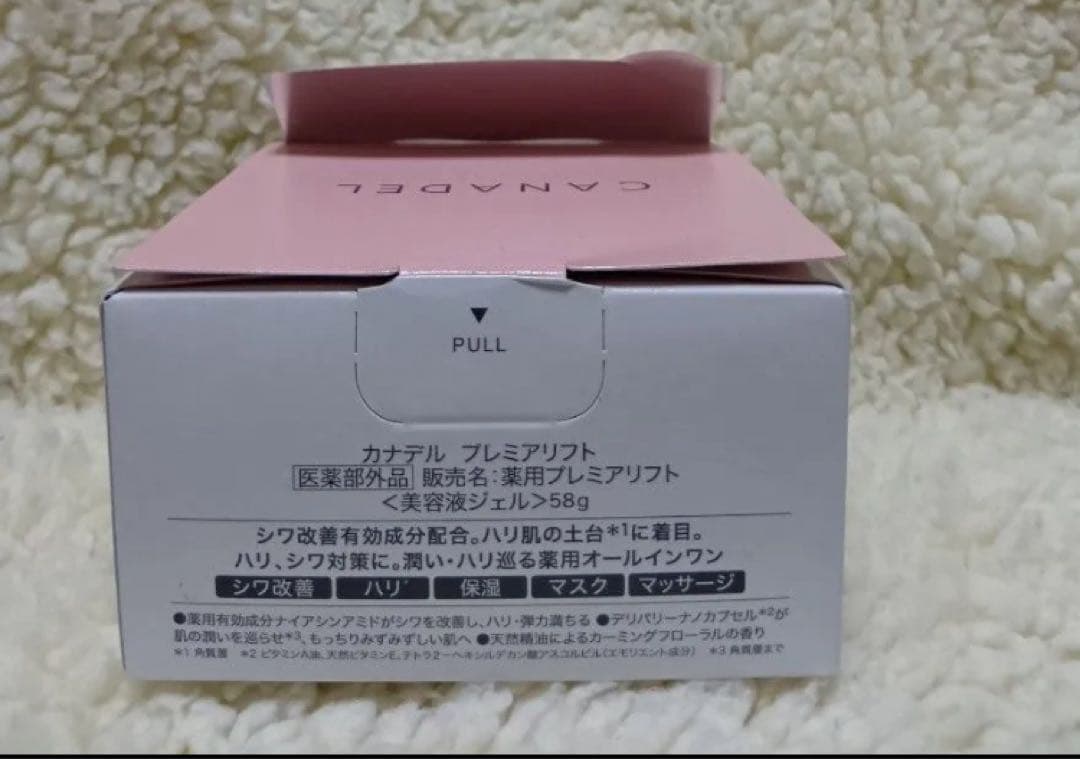 CANADEL
▼
PULL
カナデル プレミアリフト
医薬部外品 販売名：薬用プレミアリフト
＜美容液ジェル＞58g
シワ改善有効成分配合。ハリ肌の土台*1に着目。
ハリ、シワ対策に。潤い・ハリ巡る薬用オールインワン
シワ改善 ハリ 保湿 マスク マッサージ
●薬用有効成分ナイアシンアミドがシワを改善し、ハリ・弾力満ちる ●デリバリーナノカプセル*2が
肌の潤いを巡らせ*3、もっちりみずみずしい肌へ ●天然精油によるカーミングフローラルの香り
*1 角質層 *2 ビタミンA油、天然ビタミンE、テトラ2-ヘキシルデカン酸アスコルビル（エモリエント成分） *3 角質層まで